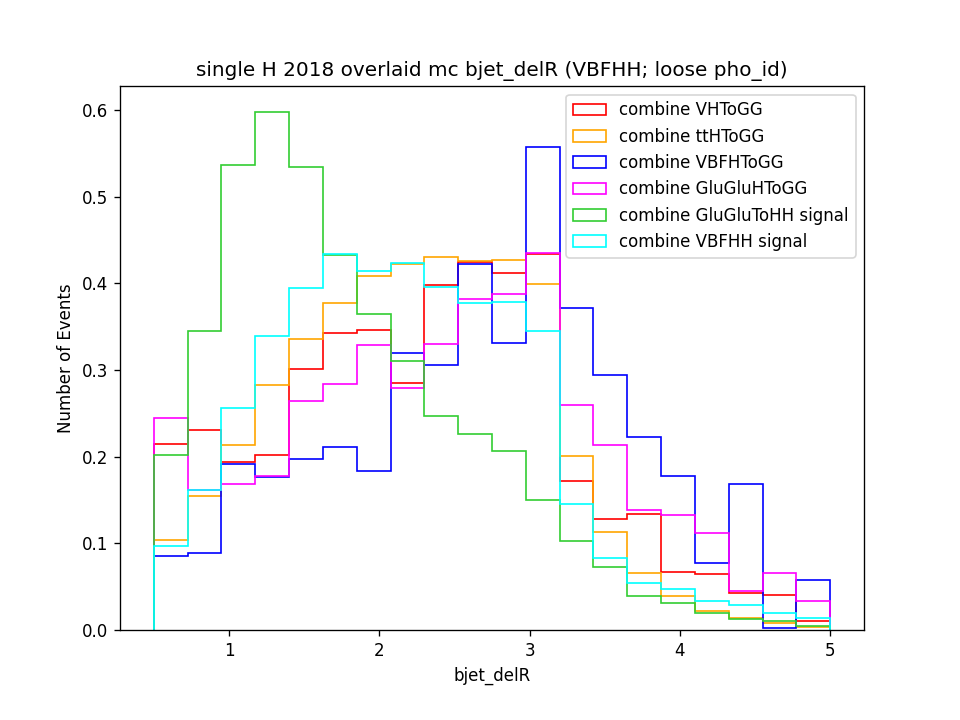 single H 2018 overlaid mc bjet_delR (VBFHH; loose pho_id)
combine VHToGG
combine ttHToGG
combine VBFHToGG
combine GluGluHToGG
combine GluGluToHH signal
combine VBFHH signal
Number of Events
0.6
0.5
0.4
0.3
0.2
0.1
0.0
1
2
3
4
5
bjet_delR